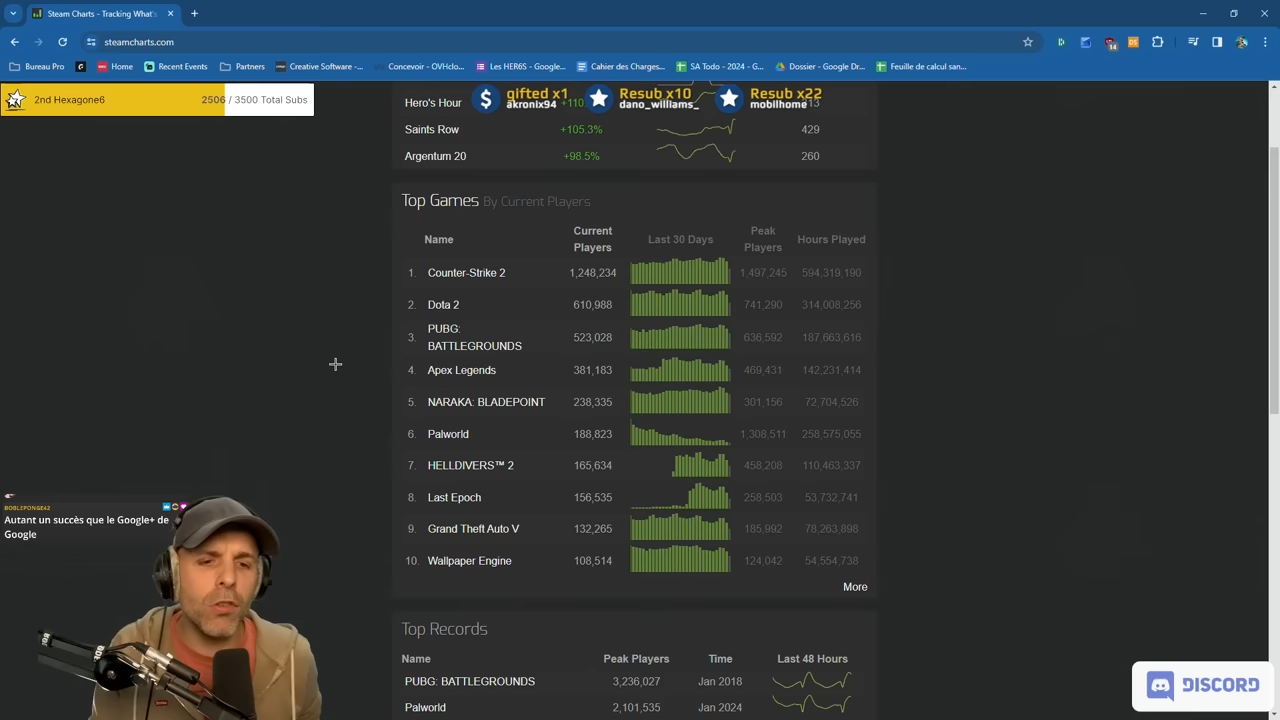 Steam Charts - Tracking What's
steamcharts.com
14
Bureau Pro
Home
Recent Events
Partners
Creative Software -...
Concevoir - OVHclo...
Les HER6S - Google...
Cahier des Charges...
SA Todo - 2024 - G...
Dossier - Google Dr...
Feuille de calcul san...
2nd Hexagone6 2506 / 3500 Total Subs
gifted x1
akronix94
Resub x10
dano_williams_
Resub x22
mobilhome
Hero's Hour
Saints Row +105.3% 429
Argentum 20 +98.5% 260
Top Games By Current Players
Name Current Players Last 30 Days Peak Players Hours Played
1. Counter-Strike 2 1,248,234 1,497,245 594,319,190
2. Dota 2 610,988 741,290 314,008,256
3. PUBG: BATTLEGROUNDS 523,028 636,592 187,663,616
4. Apex Legends 381,183 469,431 142,231,414
5. NARAKA: BLADEPOINT 238,335 301,156 72,704,526
6. Palworld 188,823 1,308,511 258,575,055
7. HELLDIVERS™ 2 165,634 458,208 110,463,337
8. Last Epoch 156,535 258,503 53,732,741
9. Grand Theft Auto V 132,265 185,992 78,263,898
10. Wallpaper Engine 108,514 124,042 54,554,738
More
BOBLEPONGE42
Autant un succès que le Google+ de
Google
Top Records
Name Peak Players Time Last 48 Hours
PUBG: BATTLEGROUNDS 3,236,027 Jan 2018
Palworld 2,101,535 Jan 2024
DISCORD